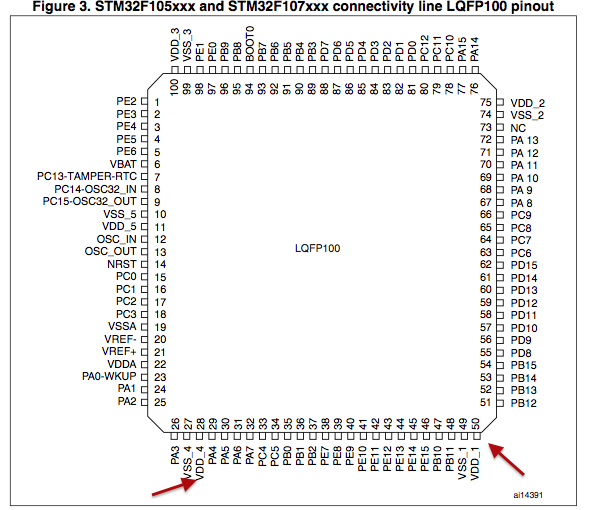 Figure 3. STM32F105xxx and STM32F107xxx connectivity line LQFP100 pinout
VDD_3 VSS_3 PE1 PE0 PB9 PB8 BOOT0 PB7 PB6 PB5 PB4 PB3 PD7 PD6 PD5 PD4 PD3 PD2 PD1 PD0 PC12 PC11 PC10 PA15 PA14
100 99 98 97 96 95 94 93 92 91 90 89 88 87 86 85 84 83 82 81 80 79 78 77 76
PE2 1 75 VDD_2
PE3 2 74 VSS_2
PE4 3 73 NC
PE5 4 72 PA 13
PE6 5 71 PA 12
VBAT 6 70 PA 11
PC13-TAMPER-RTC 7 69 PA 10
PC14-OSC32_IN 8 68 PA 9
PC15-OSC32_OUT 9 67 PA 8
VSS_5 10 66 PC9
VDD_5 11 65 PC8
OSC_IN 12 64 PC7
OSC_OUT 13 63 PC6
NRST 14 62 PD15
PC0 15 61 PD14
PC1 16 60 PD13
PC2 17 59 PD12
PC3 18 58 PD11
VSSA 19 57 PD10
VREF- 20 56 PD9
VREF+ 21 55 PD8
VDDA 22 54 PB15
PA0-WKUP 23 53 PB14
PA1 24 52 PB13
PA2 25 51 PB12
LQFP100
26 27 28 29 30 31 32 33 34 35 36 37 38 39 40 41 42 43 44 45 46 47 48 49 50
PA3 VSS_4 VDD_4 PA4 PA5 PA6 PA7 PC4 PC5 PB0 PB1 PB2 PE7 PE8 PE9 PE10 PE11 PE12 PE13 PE14 PE15 PB10 PB11 VSS_1 VDD_1
ai14391